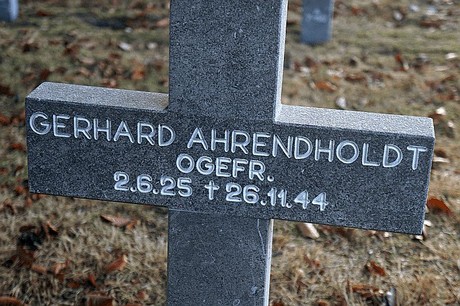 GERHARD AHRENDHOLDT
OGEFR.
2.6.25 ✝ 26.11.44